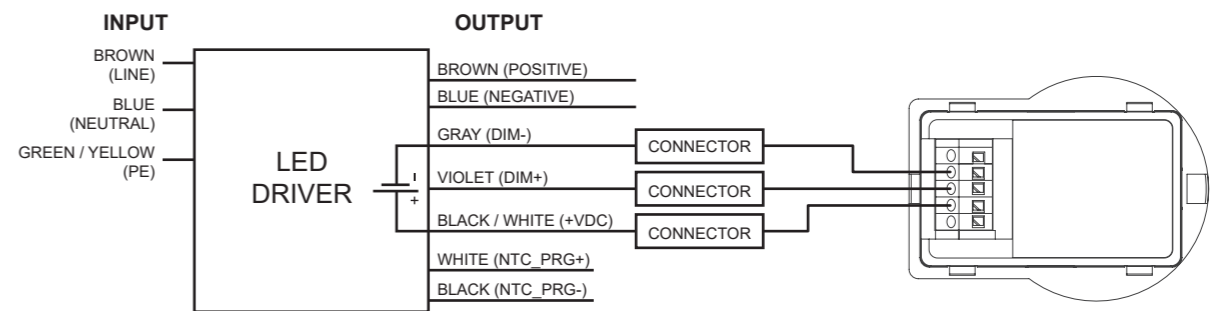 INPUT
OUTPUT
BROWN
(LINE)
BLUE
(NEUTRAL)
GREEN / YELLOW
(PE)
LED
DRIVER
-
+
BROWN (POSITIVE)
BLUE (NEGATIVE)
GRAY (DIM-)
VIOLET (DIM+)
BLACK / WHITE (+VDC)
WHITE (NTC_PRG+)
BLACK (NTC_PRG-)
CONNECTOR
CONNECTOR
CONNECTOR